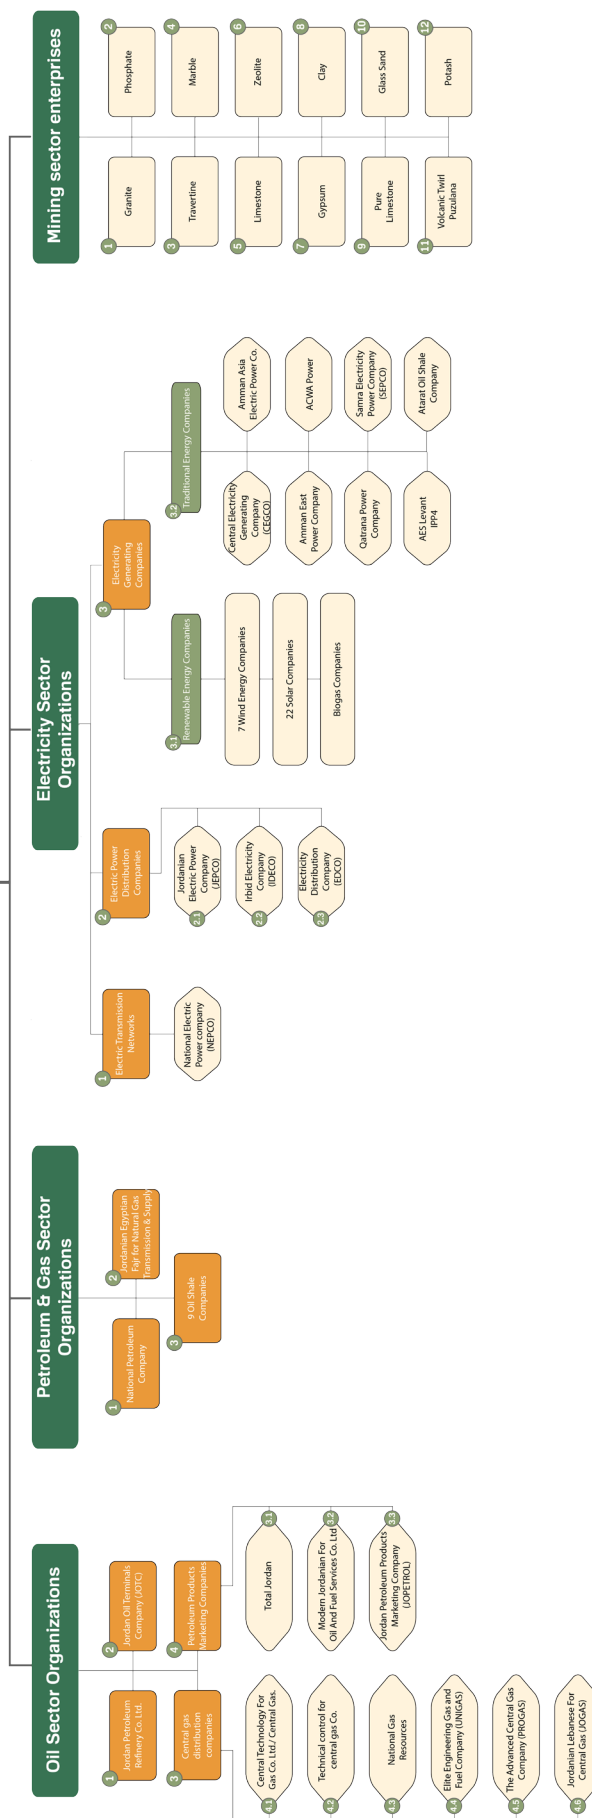 Oil Sector Organizations
1
Jordan Petroleum
Refinery Co. Ltd.
2
Jordan Oil Terminals
Company (JOTC)
3
Central gas
distribution
companies
4
Petroleum Products
Marketing Companies
4.1
Central Technology For
Gas Co. Ltd./ Central Gas.
4.2
Technical control for
central gas Co.
4.3
National Gas
Resources
4.4
Elite Engineering Gas and
Fuel Company (UNIGAS)
4.5
The Advanced Central Gas
Company (PROGAS)
4.6
Jordanian Lebanese For
Central Gas (JOGAS)
3.1
Total Jordan
3.2
Modern Jordanian For
Oil And Fuel Services Co. Ltd
3.3
Jordan Petroleum Products
Marketing Company
(JOPETROL)
Petroleum & Gas Sector
Organizations
1
National Petroleum
Company
2
Jordanian Egyptian
Fajr for Natural Gas
Transmission & Supply
3
9 Oil Shale
Companies
Electricity Sector
Organizations
1
Electric Transmission
Networks
National Electric
Power company
(NEPCO)
2
Electric Power
Distribution
Companies
2.1
Jordanian
Electric Power
Company
(JEPCO)
2.2
Irbid Electricity
Company
(IDECO)
2.3
Electricity
Distribution
Company
(EDCO)
3
Electricity
Generating
Companies
3.1
Renewable Energy Companies
7 Wind Energy Companies
22 Solar Companies
Biogas Companies
3.2
Traditional Energy Companies
Central Electricity
Generating
Company
(CEGCO)
Amman Asia
Electric Power Co.
Amman East
Power Company
ACWA Power
Qatrana Power
Company
Samra Electricity
Power Company
(SEPCO)
AES Levant
IPP4
Atarat Oil Shale
Company
Mining sector enterprises
1
Granite
2
Phosphate
3
Travertine
4
Marble
5
Limestone
6
Zeolite
7
Gypsum
8
Clay
9
Pure
Limestone
10
Glass Sand
11
Volcanic Twirl
Puzulana
12
Potash